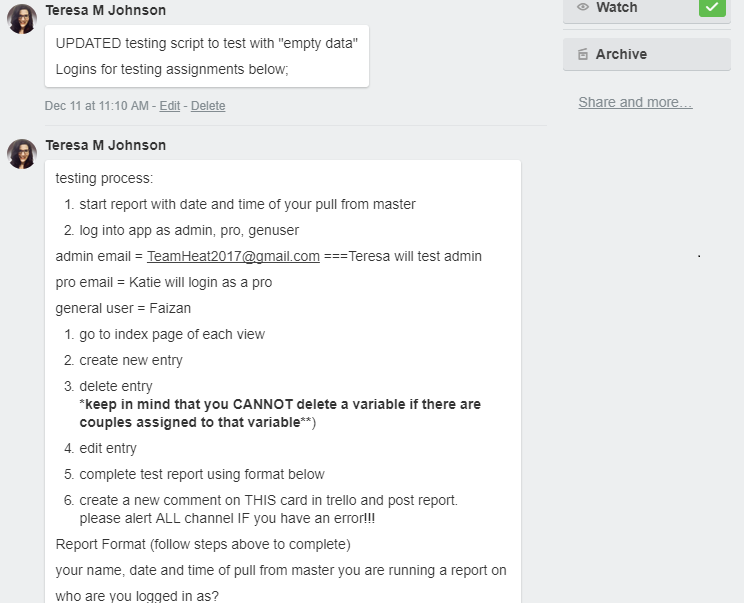 Teresa M Johnson
UPDATED testing script to test with "empty data"
Logins for testing assignments below;
Dec 11 at 11:10 AM - Edit - Delete
Watch
Archive
Share and more...
Teresa M Johnson
testing process:
1. start report with date and time of your pull from master
2. log into app as admin, pro, genuser
admin email = TeamHeat2017@gmail.com ===Teresa will test admin
pro email = Katie will login as a pro
general user = Faizan
1. go to index page of each view
2. create new entry
3. delete entry
*keep in mind that you CANNOT delete a variable if there are
couples assigned to that variable**)
4. edit entry
5. complete test report using format below
6. create a new comment on THIS card in trello and post report.
please alert ALL channel IF you have an error!!!
Report Format (follow steps above to complete)
your name, date and time of pull from master you are running a report on
who are you logged in as?